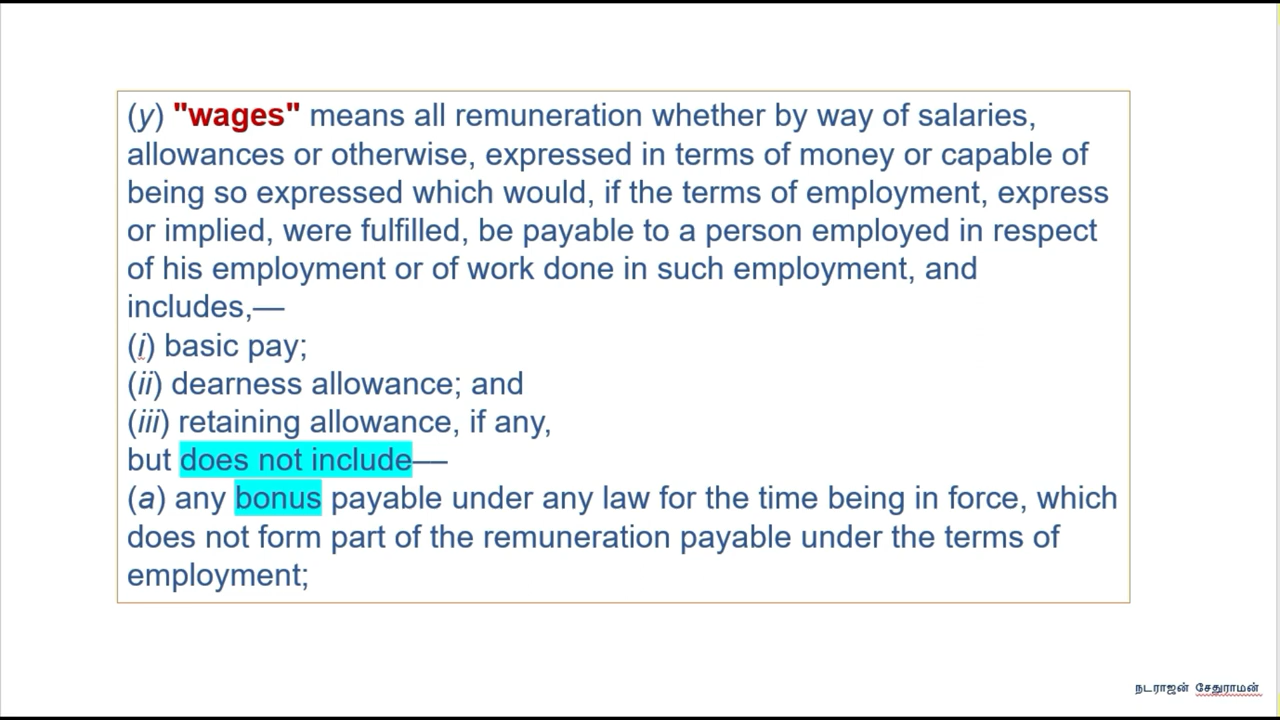 (y) "wages" means all remuneration whether by way of salaries,
allowances or otherwise, expressed in terms of money or capable of
being so expressed which would, if the terms of employment, express
or implied, were fulfilled, be payable to a person employed in respect
of his employment or of work done in such employment, and
includes,—
(i) basic pay;
(ii) dearness allowance; and
(iii) retaining allowance, if any,
but does not include––
(a) any bonus payable under any law for the time being in force, which
does not form part of the remuneration payable under the terms of
employment;
நடராஜன் சேதுராமன்